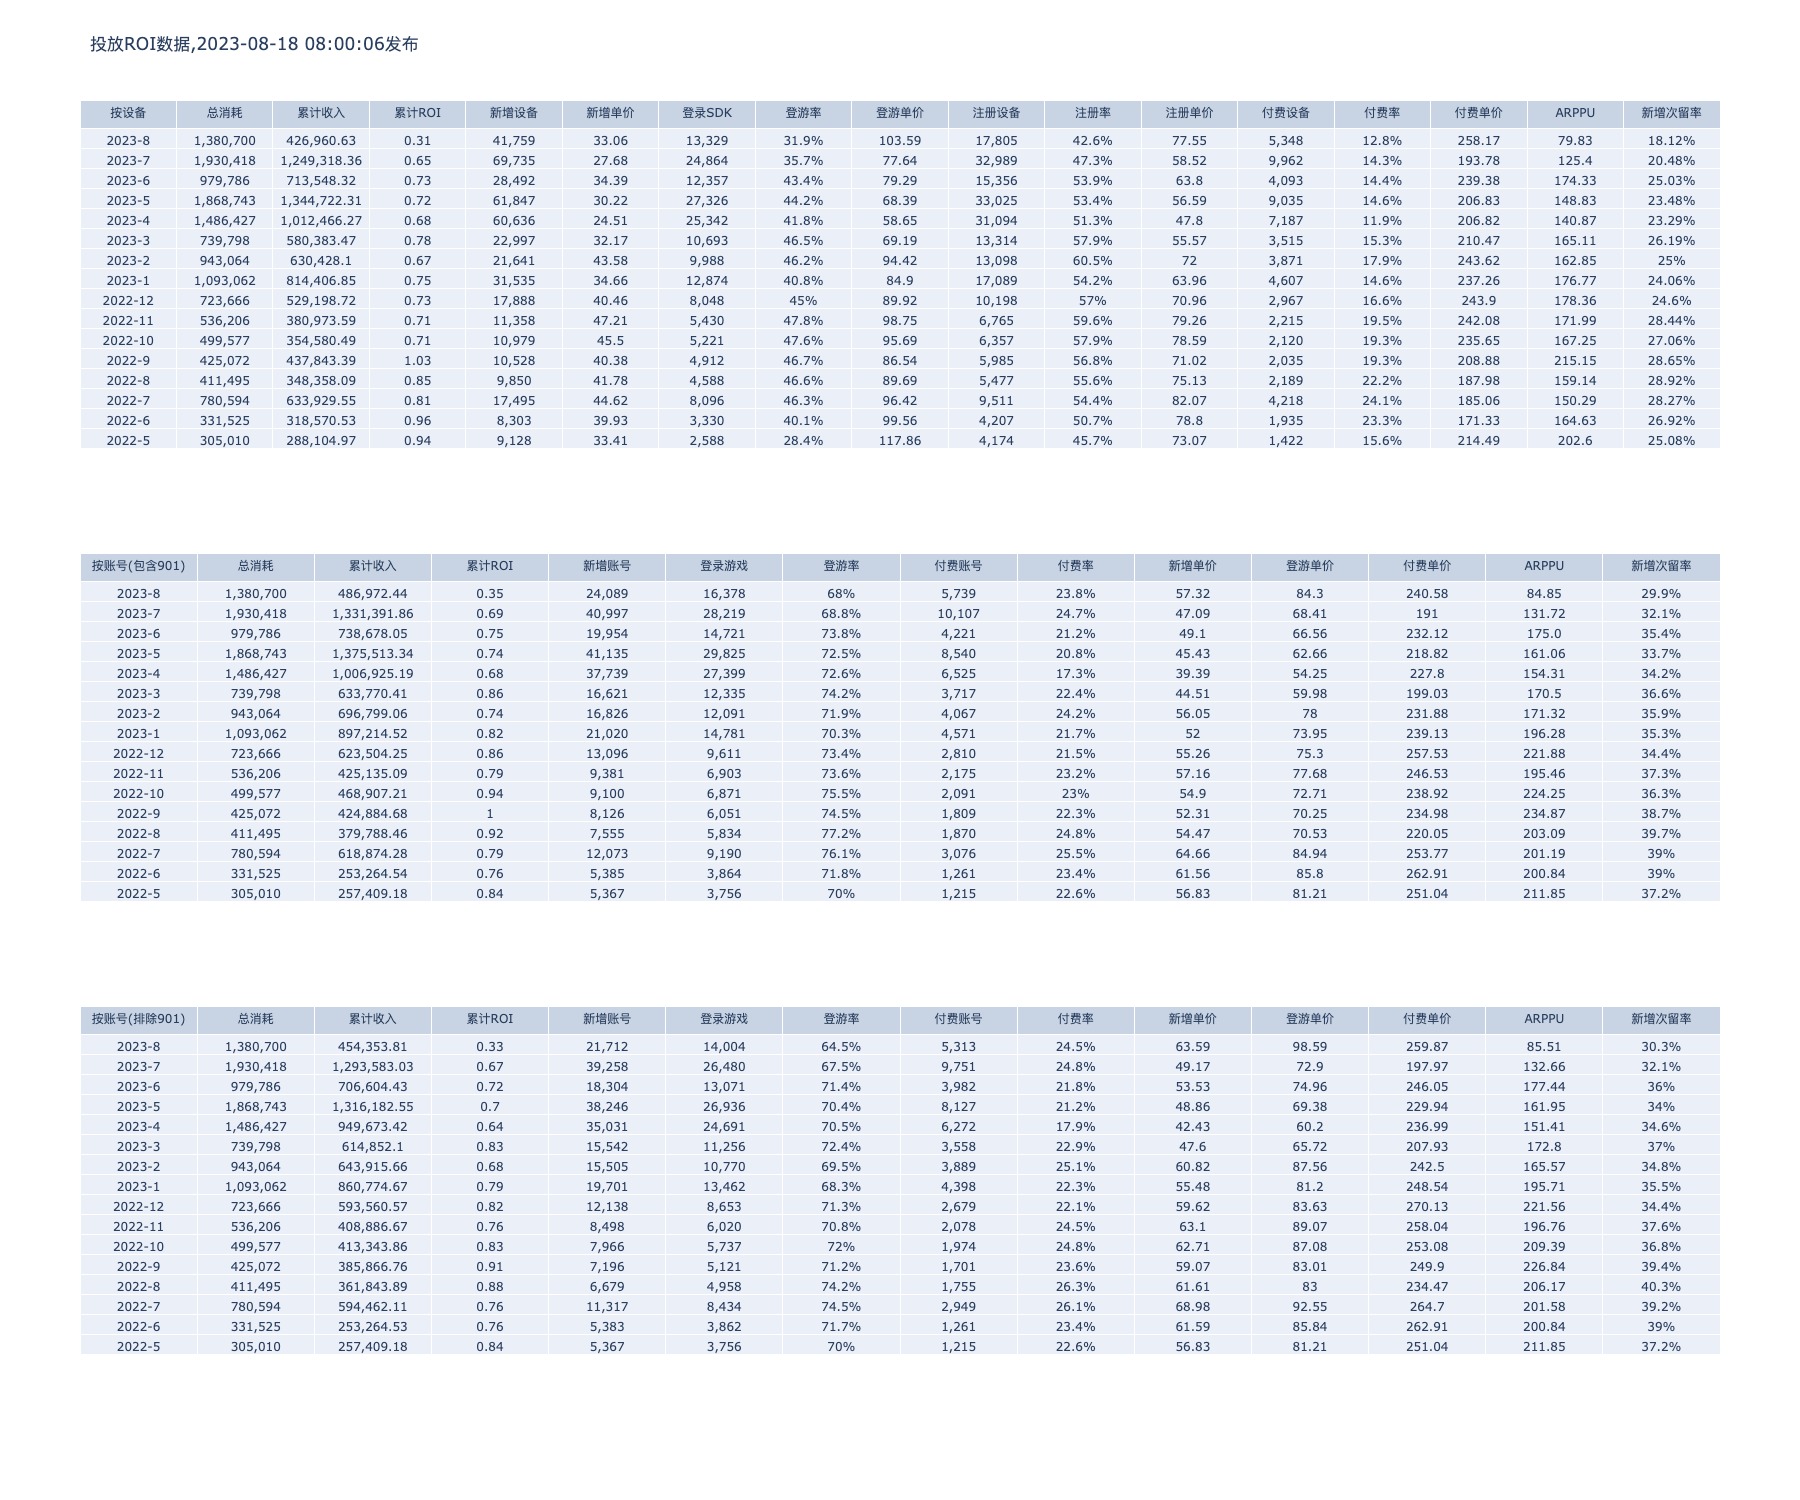 投放ROI数据,2023-08-18 08:00:06发布
按设备 总消耗 累计收入 累计ROI 新增设备 新增单价 登录SDK 登游率 登游单价 注册设备 注册率 注册单价 付费设备 付费率 付费单价 ARPPU 新增次留率
2023-8 1,380,700 426,960.63 0.31 41,759 33.06 13,329 31.9% 103.59 17,805 42.6% 77.55 5,348 12.8% 258.17 79.83 18.12%
2023-7 1,930,418 1,249,318.36 0.65 69,735 27.68 24,864 35.7% 77.64 32,989 47.3% 58.52 9,962 14.3% 193.78 125.4 20.48%
2023-6 979,786 713,548.32 0.73 28,492 34.39 12,357 43.4% 79.29 15,356 53.9% 63.8 4,093 14.4% 239.38 174.33 25.03%
2023-5 1,868,743 1,344,722.31 0.72 61,847 30.22 27,326 44.2% 68.39 33,025 53.4% 56.59 9,035 14.6% 206.83 148.83 23.48%
2023-4 1,486,427 1,012,466.27 0.68 60,636 24.51 25,342 41.8% 58.65 31,094 51.3% 47.8 7,187 11.9% 206.82 140.87 23.29%
2023-3 739,798 580,383.47 0.78 22,997 32.17 10,693 46.5% 69.19 13,314 57.9% 55.57 3,515 15.3% 210.47 165.11 26.19%
2023-2 943,064 630,428.1 0.67 21,641 43.58 9,988 46.2% 94.42 13,098 60.5% 72 3,871 17.9% 243.62 162.85 25%
2023-1 1,093,062 814,406.85 0.75 31,535 34.66 12,874 40.8% 84.9 17,089 54.2% 63.96 4,607 14.6% 237.26 176.77 24.06%
2022-12 723,666 529,198.72 0.73 17,888 40.46 8,048 45% 89.92 10,198 57% 70.96 2,967 16.6% 243.9 178.36 24.6%
2022-11 536,206 380,973.59 0.71 11,358 47.21 5,430 47.8% 98.75 6,765 59.6% 79.26 2,215 19.5% 242.08 171.99 28.44%
2022-10 499,577 354,580.49 0.71 10,979 45.5 5,221 47.6% 95.69 6,357 57.9% 78.59 2,120 19.3% 235.65 167.25 27.06%
2022-9 425,072 437,843.39 1.03 10,528 40.38 4,912 46.7% 86.54 5,985 56.8% 71.02 2,035 19.3% 208.88 215.15 28.65%
2022-8 411,495 348,358.09 0.85 9,850 41.78 4,588 46.6% 89.69 5,477 55.6% 75.13 2,189 22.2% 187.98 159.14 28.92%
2022-7 780,594 633,929.55 0.81 17,495 44.62 8,096 46.3% 96.42 9,511 54.4% 82.07 4,218 24.1% 185.06 150.29 28.27%
2022-6 331,525 318,570.53 0.96 8,303 39.93 3,330 40.1% 99.56 4,207 50.7% 78.8 1,935 23.3% 171.33 164.63 26.92%
2022-5 305,010 288,104.97 0.94 9,128 33.41 2,588 28.4% 117.86 4,174 45.7% 73.07 1,422 15.6% 214.49 202.6 25.08%
按账号(包含901) 总消耗 累计收入 累计ROI 新增账号 登录游戏 登游率 付费账号 付费率 新增单价 登游单价 付费单价 ARPPU 新增次留率
2023-8 1,380,700 486,972.44 0.35 24,089 16,378 68% 5,739 23.8% 57.32 84.3 240.58 84.85 29.9%
2023-7 1,930,418 1,331,391.86 0.69 40,997 28,219 68.8% 10,107 24.7% 47.09 68.41 191 131.72 32.1%
2023-6 979,786 738,678.05 0.75 19,954 14,721 73.8% 4,221 21.2% 49.1 66.56 232.12 175.0 35.4%
2023-5 1,868,743 1,375,513.34 0.74 41,135 29,825 72.5% 8,540 20.8% 45.43 62.66 218.82 161.06 33.7%
2023-4 1,486,427 1,006,925.19 0.68 37,739 27,399 72.6% 6,525 17.3% 39.39 54.25 227.8 154.31 34.2%
2023-3 739,798 633,770.41 0.86 16,621 12,335 74.2% 3,717 22.4% 44.51 59.98 199.03 170.5 36.6%
2023-2 943,064 696,799.06 0.74 16,826 12,091 71.9% 4,067 24.2% 56.05 78 231.88 171.32 35.9%
2023-1 1,093,062 897,214.52 0.82 21,020 14,781 70.3% 4,571 21.7% 52 73.95 239.13 196.28 35.3%
2022-12 723,666 623,504.25 0.86 13,096 9,611 73.4% 2,810 21.5% 55.26 75.3 257.53 221.88 34.4%
2022-11 536,206 425,135.09 0.79 9,381 6,903 73.6% 2,175 23.2% 57.16 77.68 246.53 195.46 37.3%
2022-10 499,577 468,907.21 0.94 9,100 6,871 75.5% 2,091 23% 54.9 72.71 238.92 224.25 36.3%
2022-9 425,072 424,884.68 1 8,126 6,051 74.5% 1,809 22.3% 52.31 70.25 234.98 234.87 38.7%
2022-8 411,495 379,788.46 0.92 7,555 5,834 77.2% 1,870 24.8% 54.47 70.53 220.05 203.09 39.7%
2022-7 780,594 618,874.28 0.79 12,073 9,190 76.1% 3,076 25.5% 64.66 84.94 253.77 201.19 39%
2022-6 331,525 253,264.54 0.76 5,385 3,864 71.8% 1,261 23.4% 61.56 85.8 262.91 200.84 39%
2022-5 305,010 257,409.18 0.84 5,367 3,756 70% 1,215 22.6% 56.83 81.21 251.04 211.85 37.2%
按账号(排除901) 总消耗 累计收入 累计ROI 新增账号 登录游戏 登游率 付费账号 付费率 新增单价 登游单价 付费单价 ARPPU 新增次留率
2023-8 1,380,700 454,353.81 0.33 21,712 14,004 64.5% 5,313 24.5% 63.59 98.59 259.87 85.51 30.3%
2023-7 1,930,418 1,293,583.03 0.67 39,258 26,480 67.5% 9,751 24.8% 49.17 72.9 197.97 132.66 32.1%
2023-6 979,786 706,604.43 0.72 18,304 13,071 71.4% 3,982 21.8% 53.53 74.96 246.05 177.44 36%
2023-5 1,868,743 1,316,182.55 0.7 38,246 26,936 70.4% 8,127 21.2% 48.86 69.38 229.94 161.95 34%
2023-4 1,486,427 949,673.42 0.64 35,031 24,691 70.5% 6,272 17.9% 42.43 60.2 236.99 151.41 34.6%
2023-3 739,798 614,852.1 0.83 15,542 11,256 72.4% 3,558 22.9% 47.6 65.72 207.93 172.8 37%
2023-2 943,064 643,915.66 0.68 15,505 10,770 69.5% 3,889 25.1% 60.82 87.56 242.5 165.57 34.8%
2023-1 1,093,062 860,774.67 0.79 19,701 13,462 68.3% 4,398 22.3% 55.48 81.2 248.54 195.71 35.5%
2022-12 723,666 593,560.57 0.82 12,138 8,653 71.3% 2,679 22.1% 59.62 83.63 270.13 221.56 34.4%
2022-11 536,206 408,886.67 0.76 8,498 6,020 70.8% 2,078 24.5% 63.1 89.07 258.04 196.76 37.6%
2022-10 499,577 413,343.86 0.83 7,966 5,737 72% 1,974 24.8% 62.71 87.08 253.08 209.39 36.8%
2022-9 425,072 385,866.76 0.91 7,196 5,121 71.2% 1,701 23.6% 59.07 83.01 249.9 226.84 39.4%
2022-8 411,495 361,843.89 0.88 6,679 4,958 74.2% 1,755 26.3% 61.61 83 234.47 206.17 40.3%
2022-7 780,594 594,462.11 0.76 11,317 8,434 74.5% 2,949 26.1% 68.98 92.55 264.7 201.58 39.2%
2022-6 331,525 253,264.53 0.76 5,383 3,862 71.7% 1,261 23.4% 61.59 85.84 262.91 200.84 39%
2022-5 305,010 257,409.18 0.84 5,367 3,756 70% 1,215 22.6% 56.83 81.21 251.04 211.85 37.2%